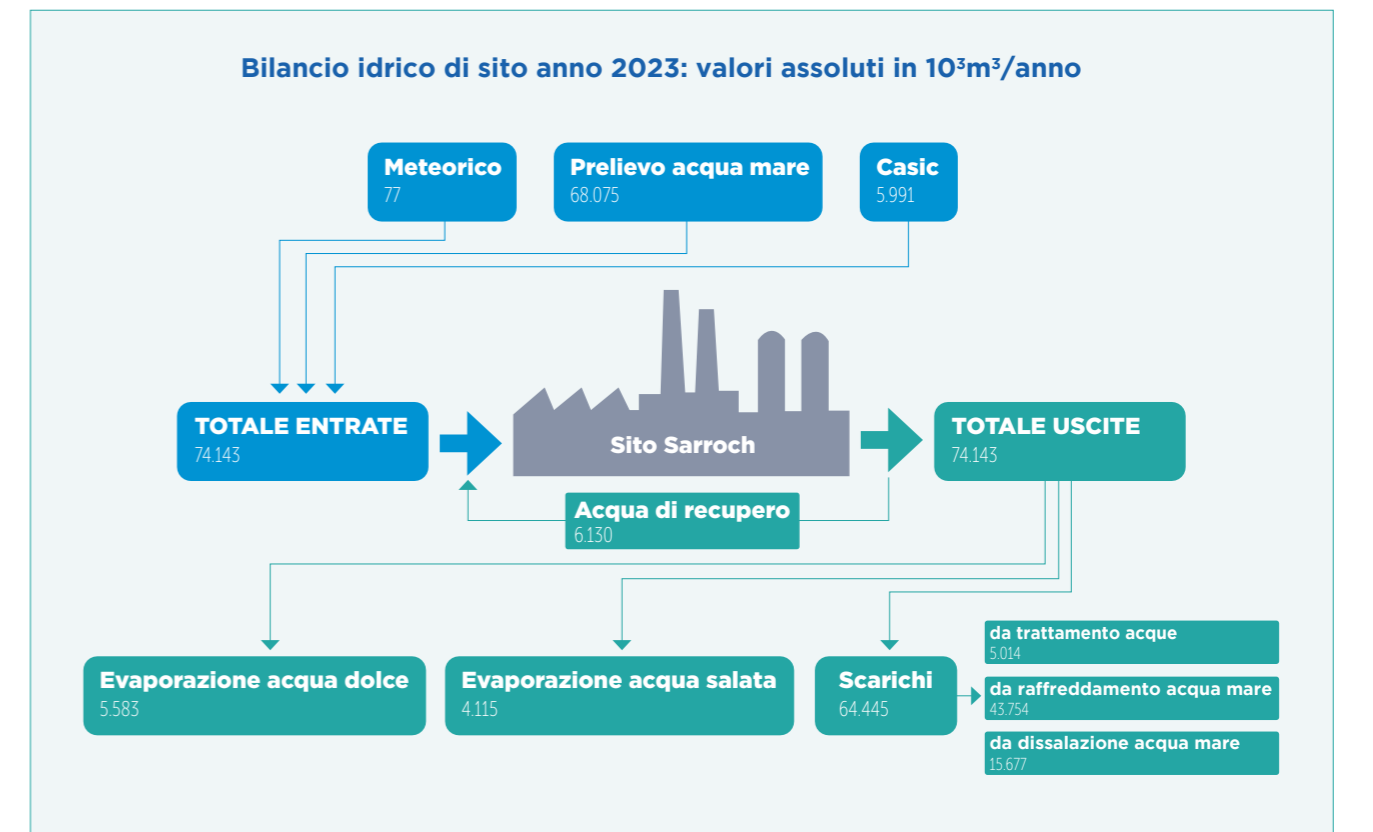 Bilancio idrico di sito anno 2023: valori assoluti in 10³m³/anno
Meteorico
77
Prelievo acqua mare
68.075
Casic
5.991
TOTALE ENTRATE
74.143
Sito Sarroch
TOTALE USCITE
74.143
Acqua di recupero
6.130
Evaporazione acqua dolce
5.583
Evaporazione acqua salata
4.115
Scarichi
64.445
da trattamento acque
5.014
da raffreddamento acqua mare
43.754
da dissalazione acqua mare
15.677